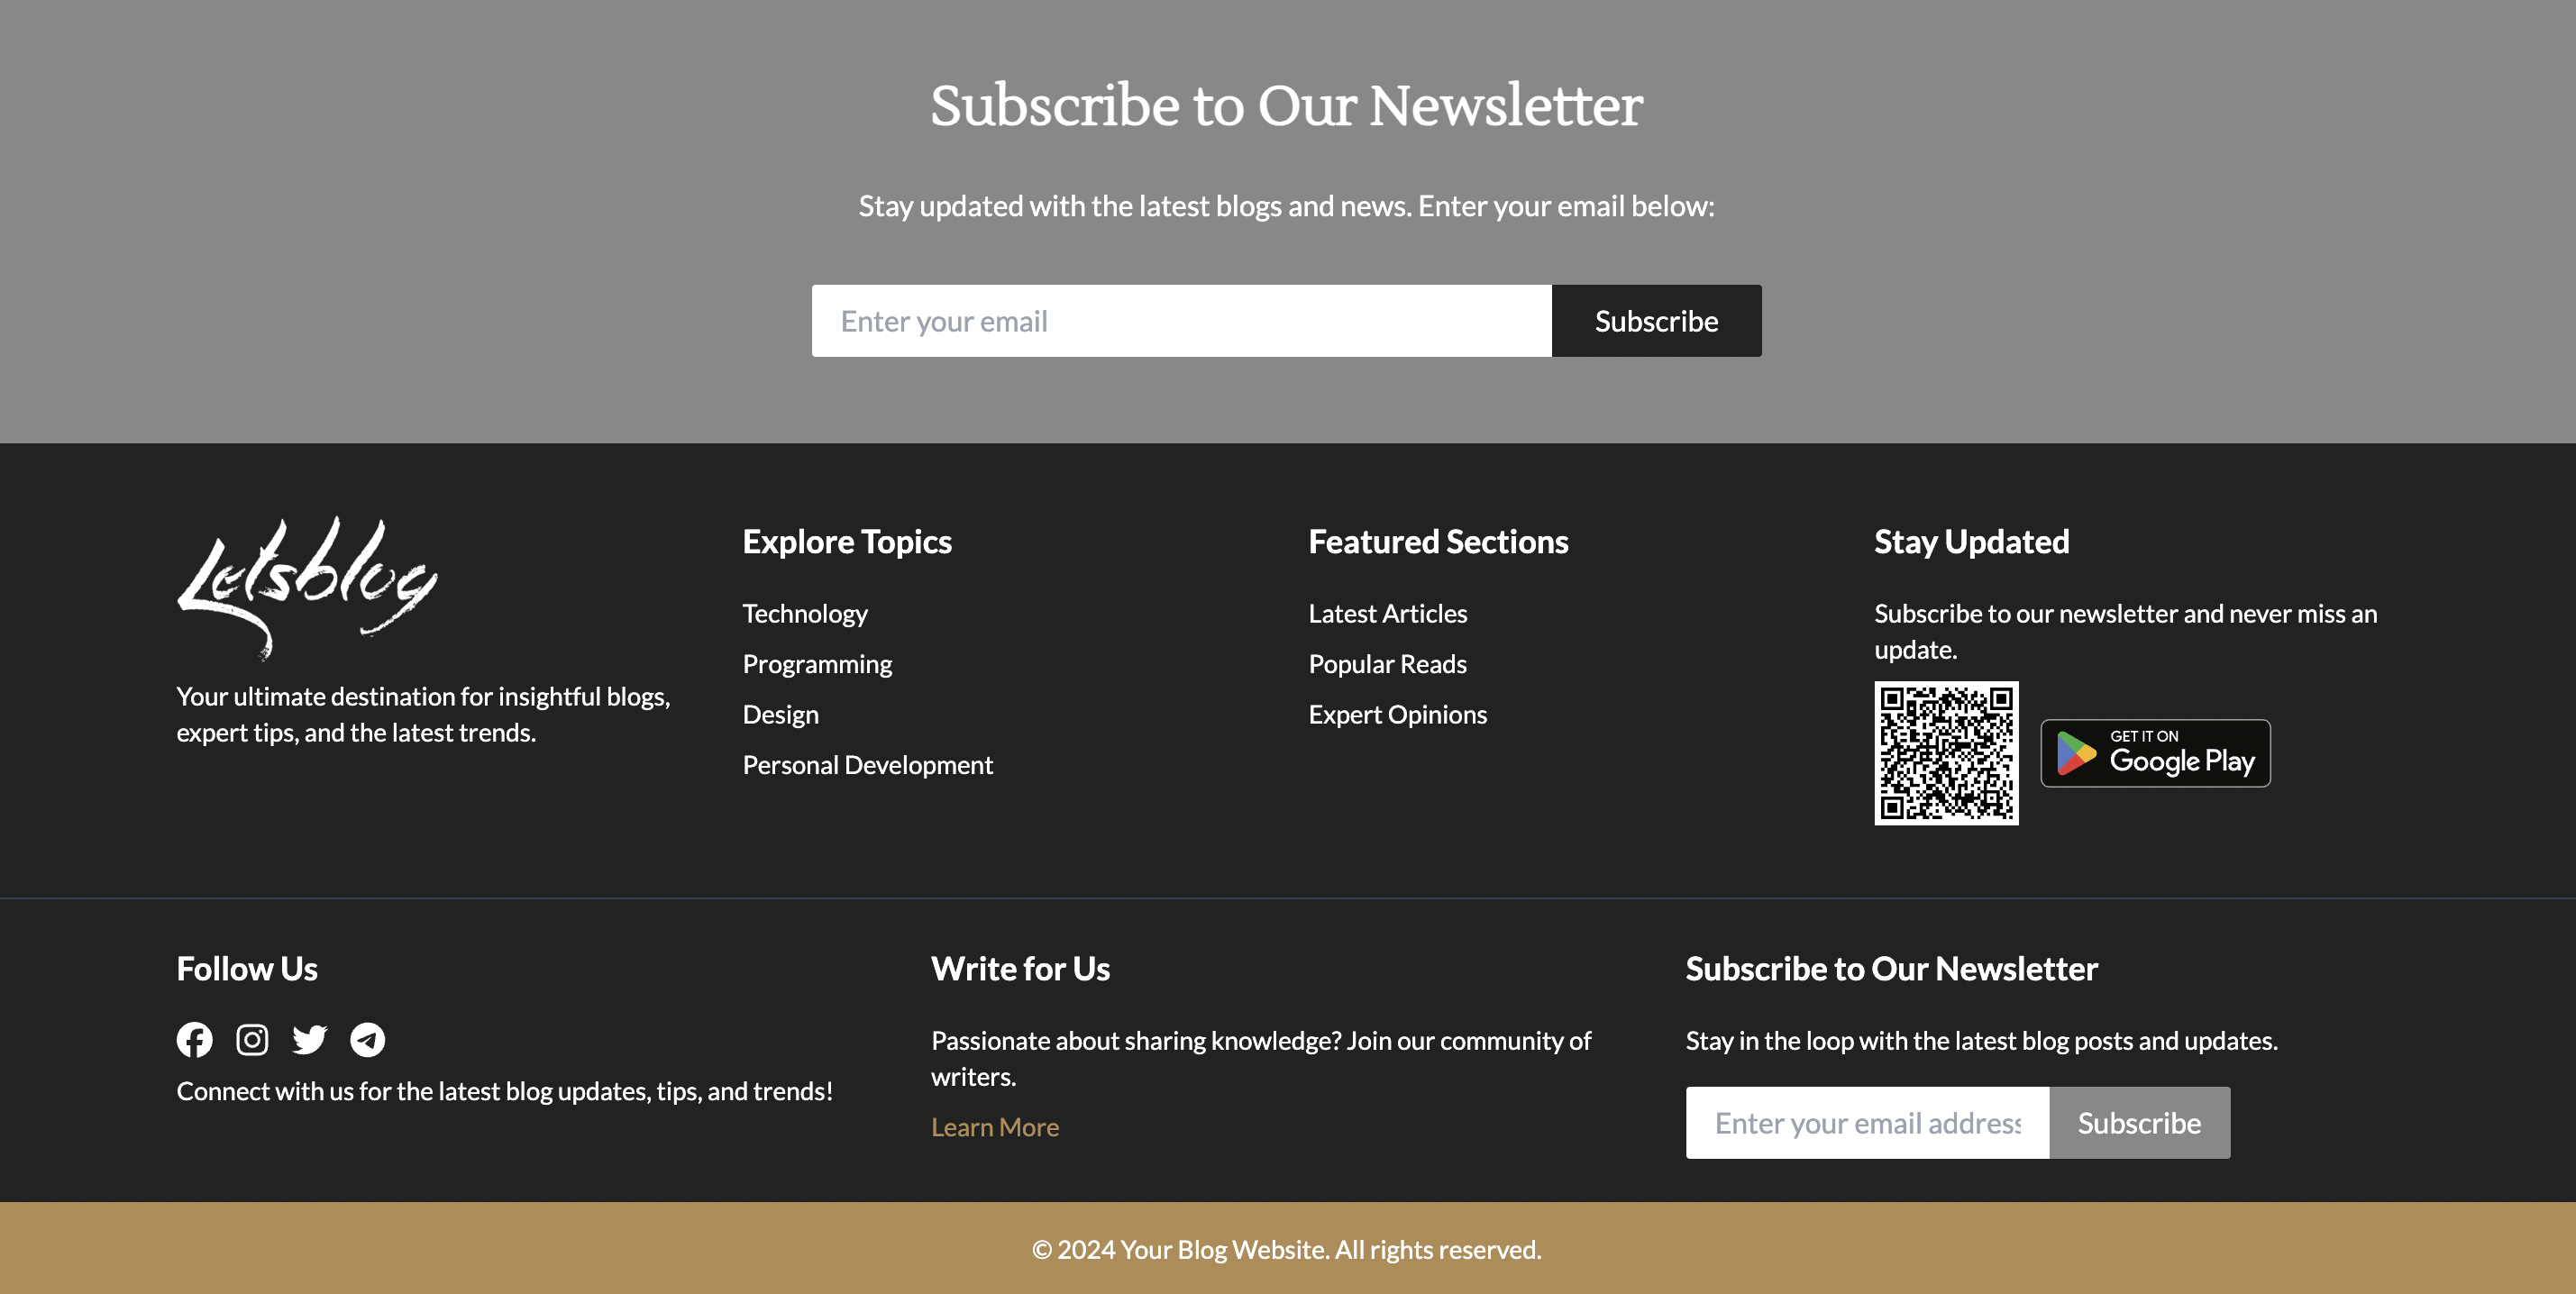 Subscribe to Our Newsletter
Stay updated with the latest blogs and news. Enter your email below:
Enter your email
Subscribe
Letsblog
Your ultimate destination for insightful blogs,
expert tips, and the latest trends.
Explore Topics
Technology
Programming
Design
Personal Development
Featured Sections
Latest Articles
Popular Reads
Expert Opinions
Stay Updated
Subscribe to our newsletter and never miss an
update.
GET IT ON
Google Play
Follow Us
Connect with us for the latest blog updates, tips, and trends!
Write for Us
Passionate about sharing knowledge? Join our community of
writers.
Learn More
Subscribe to Our Newsletter
Stay in the loop with the latest blog posts and updates.
Enter your email address
Subscribe
© 2024 Your Blog Website. All rights reserved.